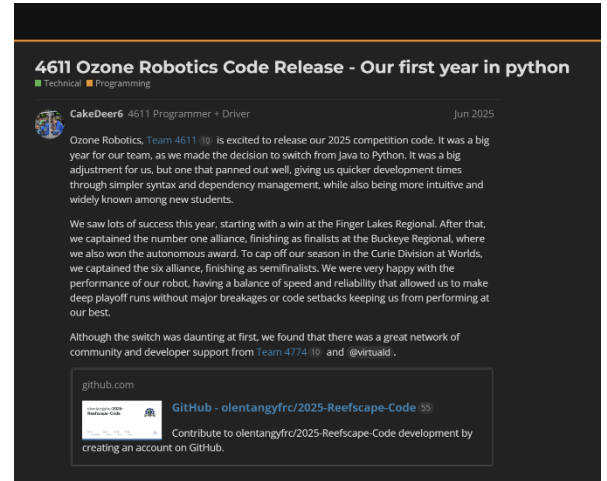 4611 Ozone Robotics Code Release - Our first year in python
Technical Programming
CakeDeer6 4611 Programmer + Driver Jun 2025
Ozone Robotics, Team 4611 10 is excited to release our 2025 competition code. It was a big
year for our team, as we made the decision to switch from Java to Python. It was a big
adjustment for us, but one that panned out well, giving us quicker development times
through simpler syntax and dependency management, while also being more intuitive and
widely known among new students.
We saw lots of success this year, starting with a win at the Finger Lakes Regional. After that,
we captained the number one alliance, finishing as finalists at the Buckeye Regional, where
we also won the autonomous award. To cap off our season in the Curie Division at Worlds,
we captained the six alliance, finishing as semifinalists. We were very happy with the
performance of our robot, having a balance of speed and reliability that allowed us to make
deep playoff runs without major breakages or code setbacks keeping us from performing at
our best.
Although the switch was daunting at first, we found that there was a great network of
community and developer support from Team 4774 10 and @virtuald .
github.com
olentangyfrc/2025-
Reefscape-Code
GitHub - olentangyfrc/2025-Reefscape-Code 55
Contribute to olentangyfrc/2025-Reefscape-Code development by
creating an account on GitHub.